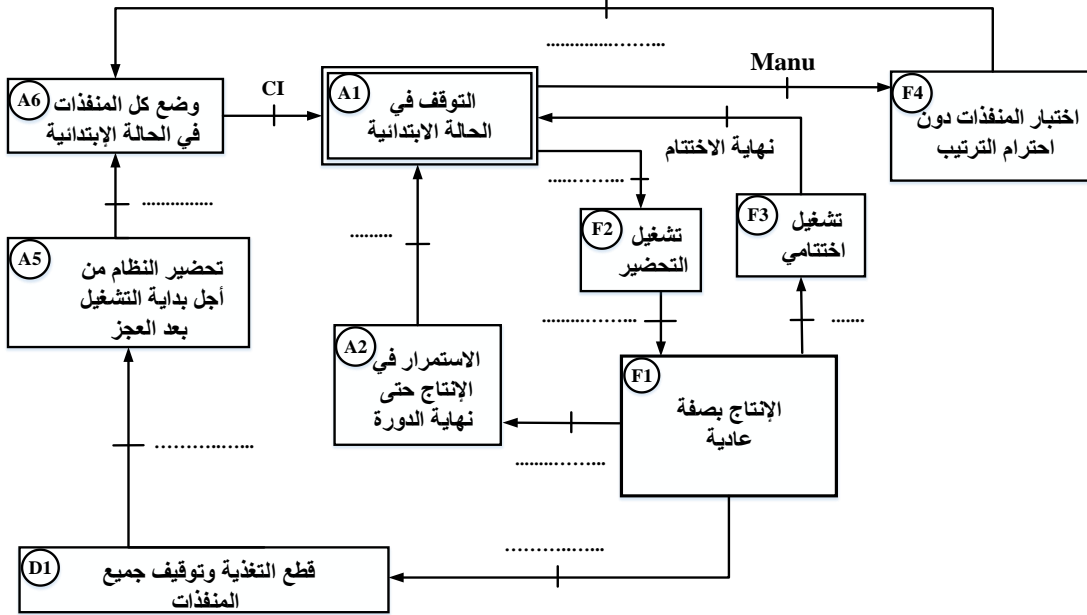 ....................
Manu
A6
وضع كل المنفذات
في الحالة الإبتدائية
CI
A1
التوقف في
الحالة الابتدائية
F4
اختبار المنفذات دون
احترام الترتيب
نهاية الاختتام
....................
...............
.........
F2
تشغيل
التحضير
F3
تشغيل
اختتامي
A5
تحضير النظام من
أجل بداية التشغيل
بعد العجز
....................
.......
A2
الاستمرار في
الإنتاج حتى
نهاية الدورة
F1
الإنتاج بصفة
عادية
....................
....................
....................
D1
قطع التغذية وتوقيف جميع
المنفذات